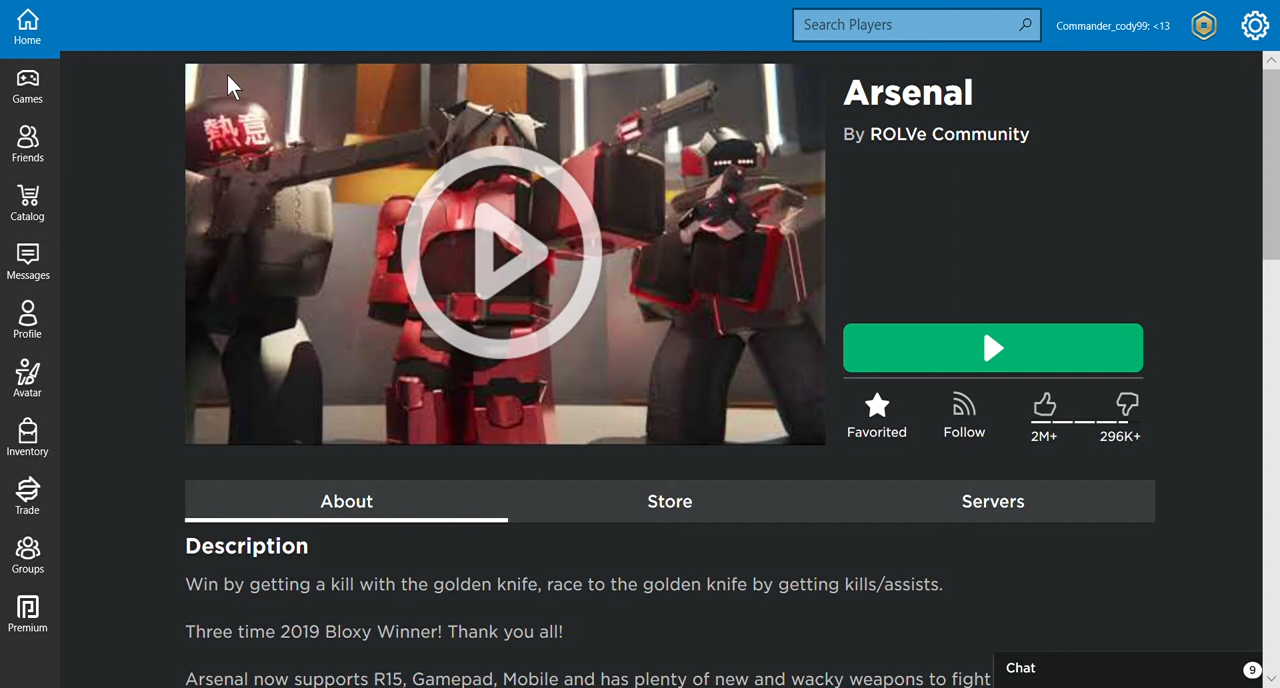 Home
Search Players
Commander_cody99: <13
Games
Friends
Catalog
Messages
Profile
Avatar
Inventory
Trade
Groups
Premium
熱意
Arsenal
By ROLVe Community
Favorited
Follow
2M+
296K+
About
Store
Servers
Description
Win by getting a kill with the golden knife, race to the golden knife by getting kills/assists.
Three time 2019 Bloxy Winner! Thank you all!
Arsenal now supports R15, Gamepad, Mobile and has plenty of new and wacky weapons to fight
Chat
9